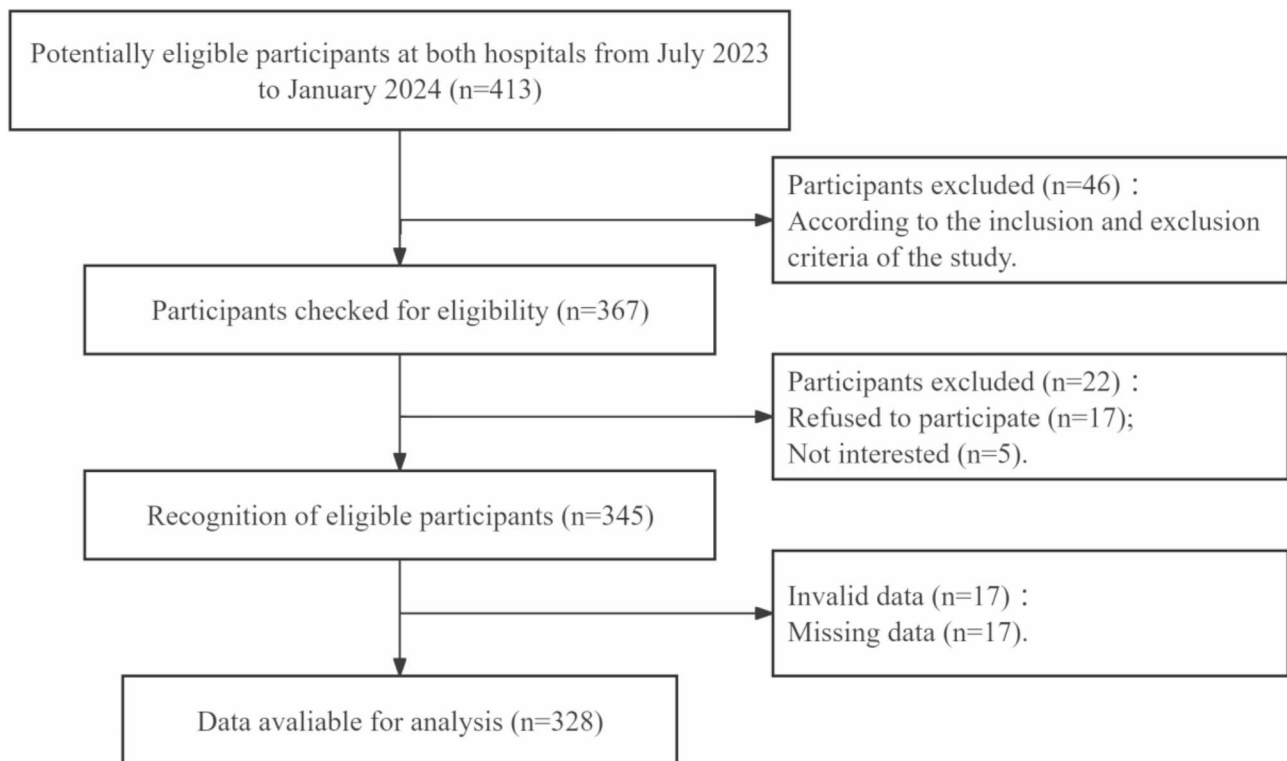 Potentially eligible participants at both hospitals from July 2023
to January 2024 (n=413)
Participants excluded (n=46)：
According to the inclusion and exclusion
criteria of the study.
Participants checked for eligibility (n=367)
Participants excluded (n=22)：
Refused to participate (n=17);
Not interested (n=5).
Recognition of eligible participants (n=345)
Invalid data (n=17)：
Missing data (n=17).
Data avaliable for analysis (n=328)